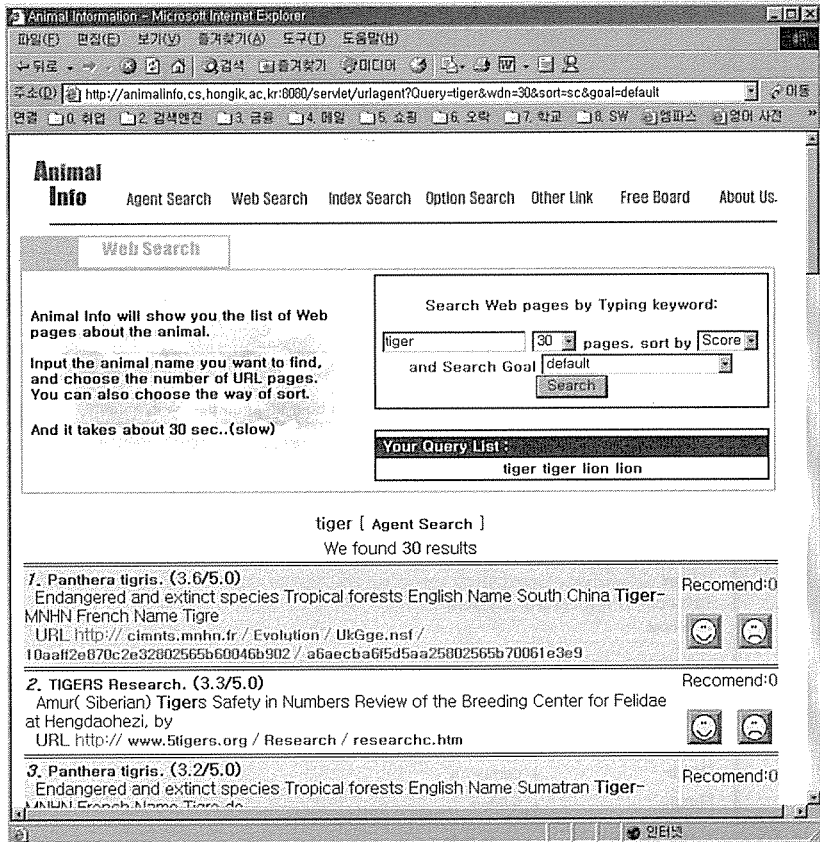 Animal Information - Microsoft Internet Explorer
파일(F) 편집(E) 보기(V) 즐겨찾기(A) 도구(T) 도움말(H)
뒤로 검색 즐겨찾기 미디어
주소(D) http://animalinfo.cs.hongik.ac.kr:8080/servlet/urlagent?Query=tiger&wdn=30&sort=sc&goal=default 이동
연결 0. 취업 2. 검색엔진 3. 금융 4. 메일 5. 쇼핑 6. 오락 7. 학교 8. SW 엠파스 영어 사전 »
Animal
Info Agent Search Web Search Index Search Option Search Other Link Free Board About Us.
Web Search
Animal Info will show you the list of Web
pages about the animal.
Input the animal name you want to find,
and choose the number of URL pages.
You can also choose the way of sort.
And it takes about 30 sec..(slow)
Search Web pages by Typing keyword:
tiger 30 pages. sort by Score
and Search Goal default
Search
Your Query List :
tiger tiger lion lion
tiger [ Agent Search ]
We found 30 results
1. Panthera tigris. (3.6/5.0)
Recomend:0
Endangered and extinct species Tropical forests English Name South China Tiger-
MNHN French Name Tigre
URL http:// cimnts.mnhn.fr / Evolution / UkGge.nsf /
10aaff2e870c2e32802565b60046b902 / a6aecba6f5d5aa25802565b70061e3e9
2. TIGERS Research. (3.3/5.0)
Recomend:0
Amur( Siberian) Tigers Safety in Numbers Review of the Breeding Center for Felidae
at Hengdaohezi, by
URL http:// www.5tigers.org / Research / researchc.htm
3. Panthera tigris. (3.2/5.0)
Recomend:0
Endangered and extinct species Tropical forests English Name Sumatran Tiger-
MNHN French Name Tigre de
인터넷